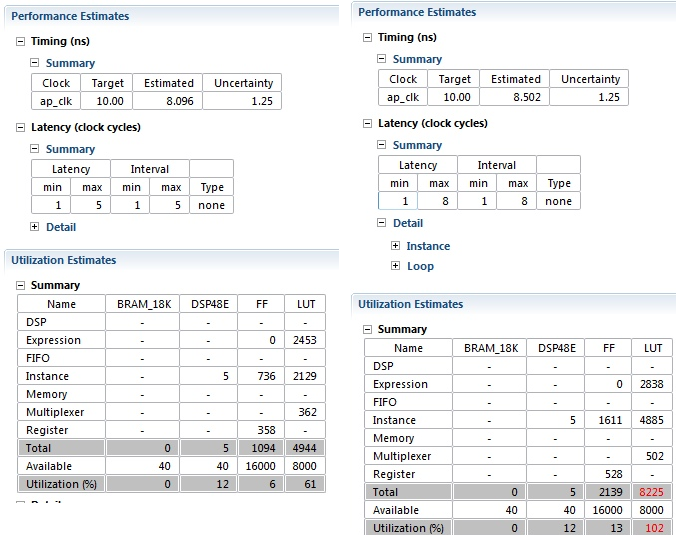 Performance Estimates
Timing (ns)
Summary
Clock Target Estimated Uncertainty
ap_clk 10.00 8.096 1.25
Latency (clock cycles)
Summary
Latency Interval
min max min max Type
1 5 1 5 none
Detail
Utilization Estimates
Summary
Name BRAM_18K DSP48E FF LUT
DSP - - - -
Expression - - 0 2453
FIFO - - - -
Instance - 5 736 2129
Memory - - - -
Multiplexer - - - 362
Register - - 358 -
Total 0 5 1094 4944
Available 40 40 16000 8000
Utilization (%) 0 12 6 61
Performance Estimates
Timing (ns)
Summary
Clock Target Estimated Uncertainty
ap_clk 10.00 8.502 1.25
Latency (clock cycles)
Summary
Latency Interval
min max min max Type
1 8 1 8 none
Detail
Instance
Loop
Utilization Estimates
Summary
Name BRAM_18K DSP48E FF LUT
DSP - - - -
Expression - - 0 2838
FIFO - - - -
Instance - 5 1611 4885
Memory - - - -
Multiplexer - - - 502
Register - - 528 -
Total 0 5 2139 8225
Available 40 40 16000 8000
Utilization (%) 0 12 13 102